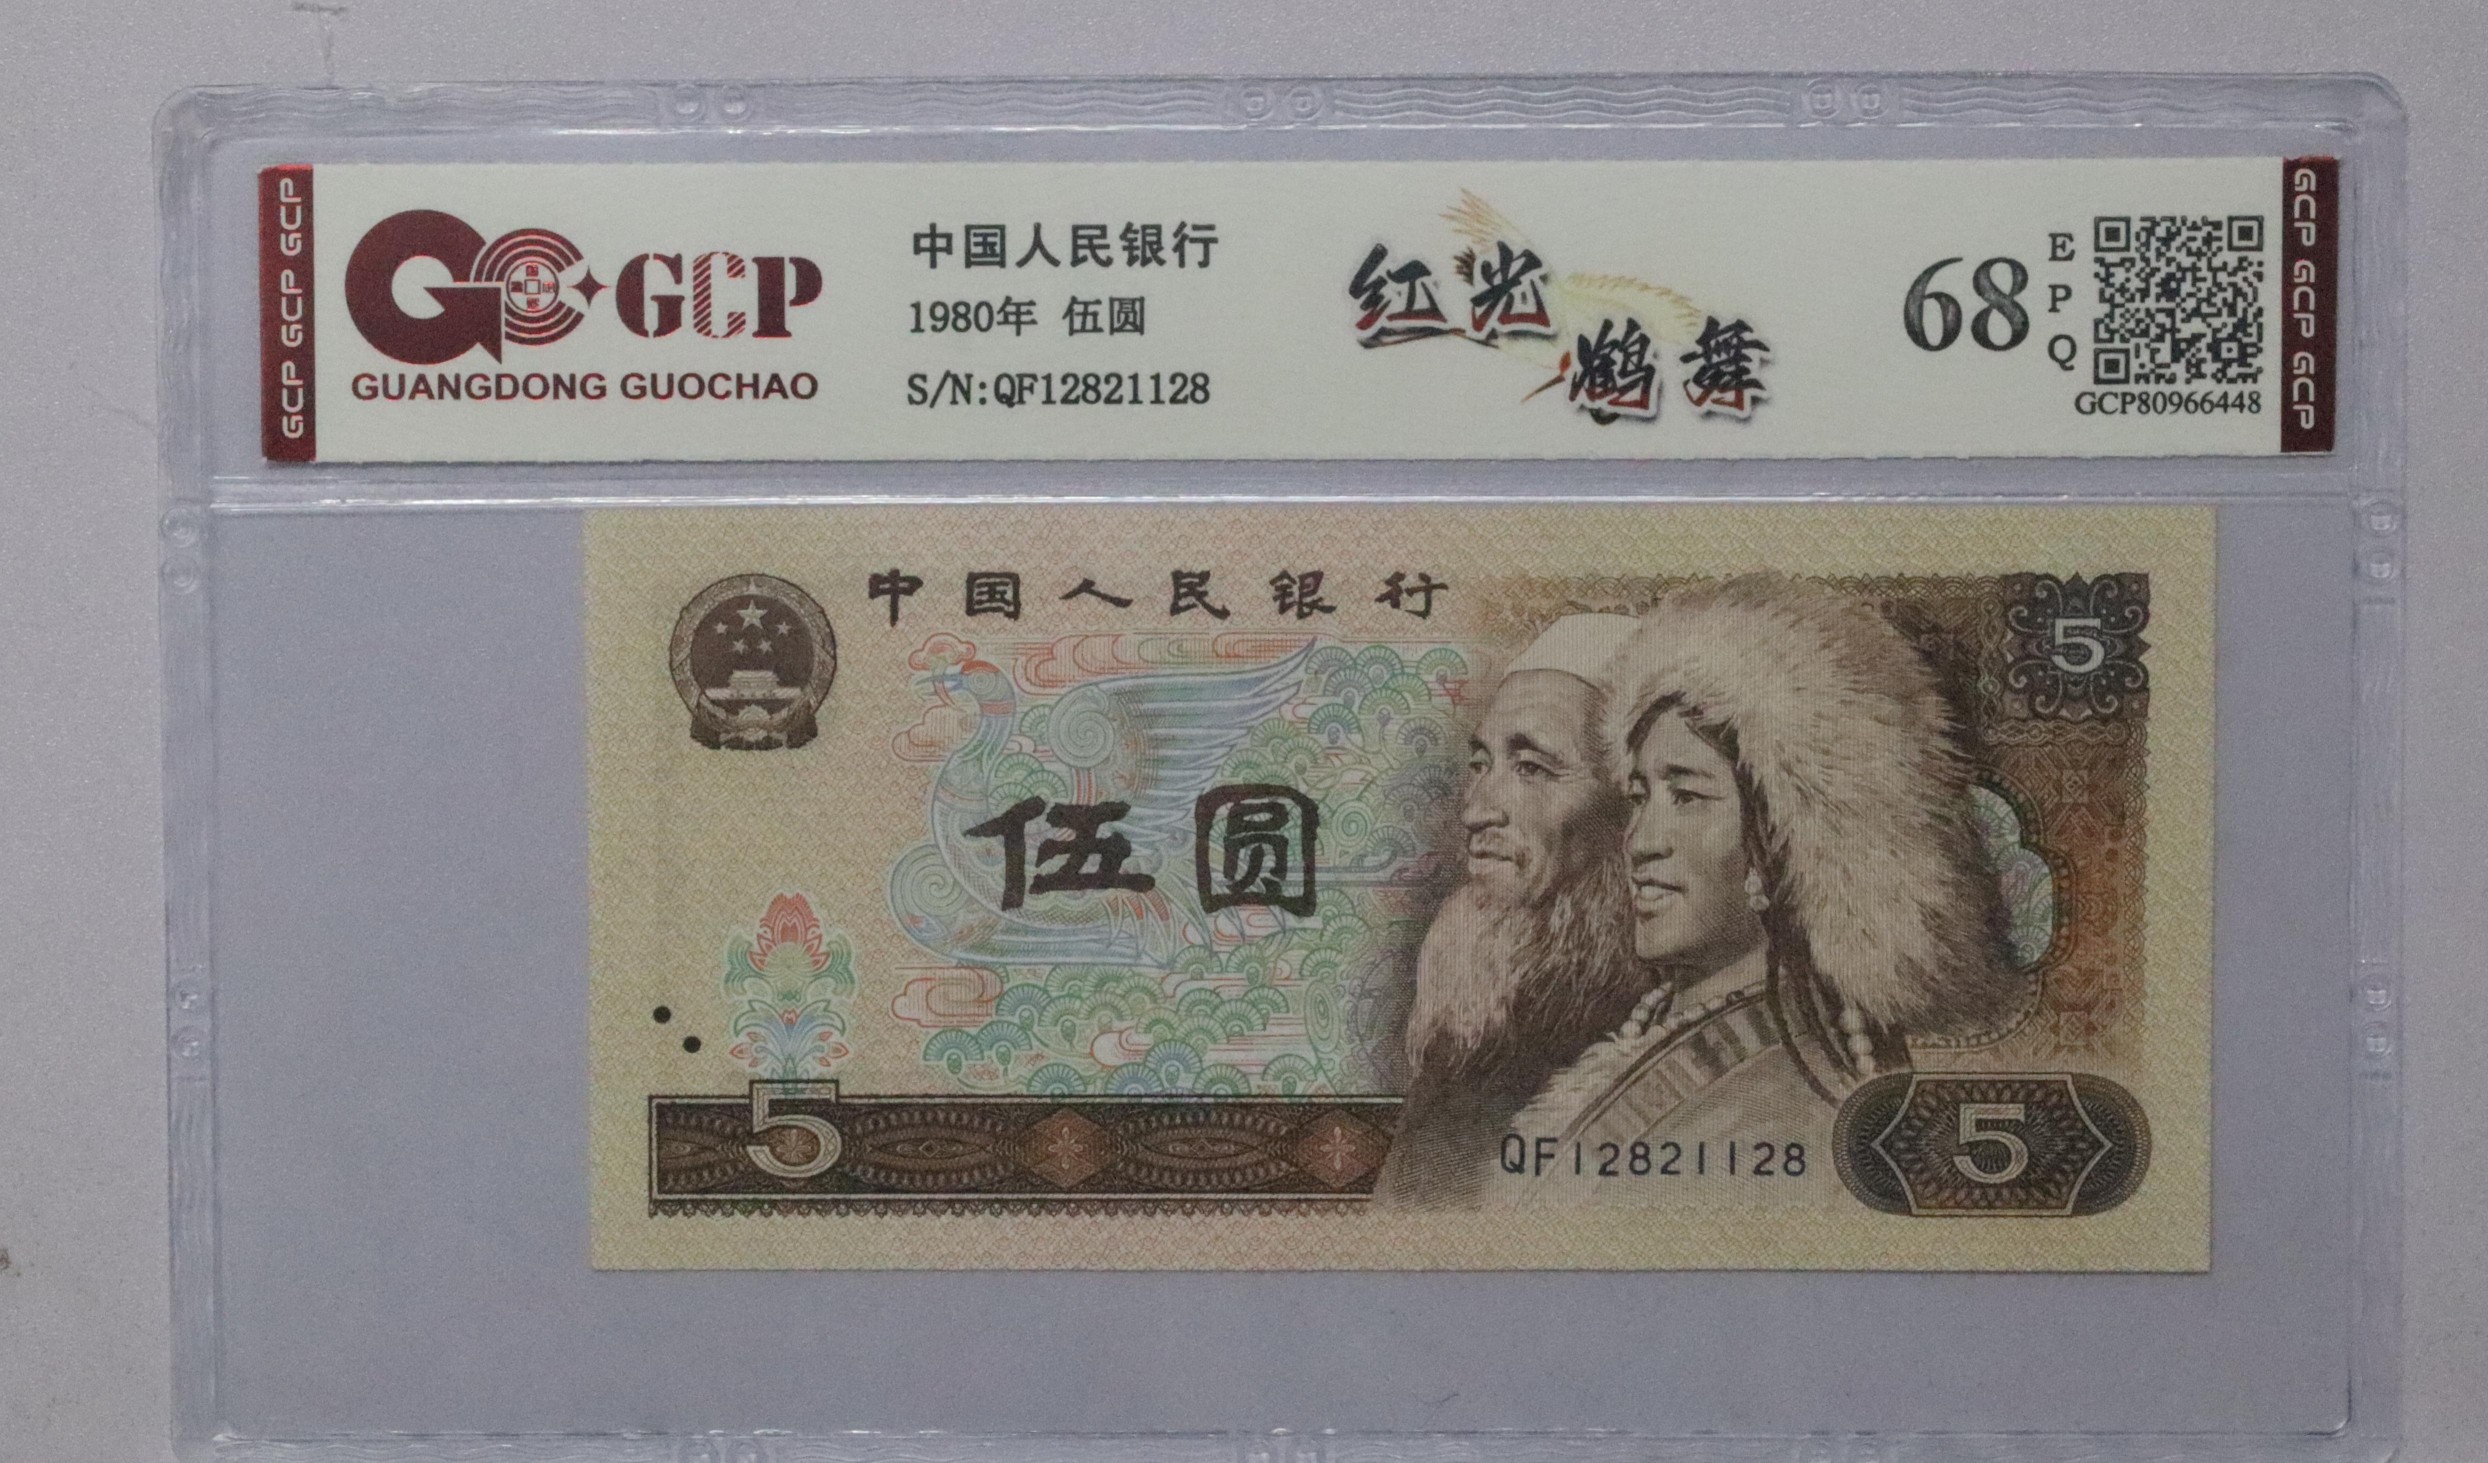 GCP GCP GCP
GCP
GUANGDONG GUOCHAO
中国人民银行
1980年 伍圆
S/N:QF12821128
红光
鹤舞
68
E
P
Q
GCP80966448
GCP GCP GCP
中国人民银行
5
伍圆
5
QF12821128
5